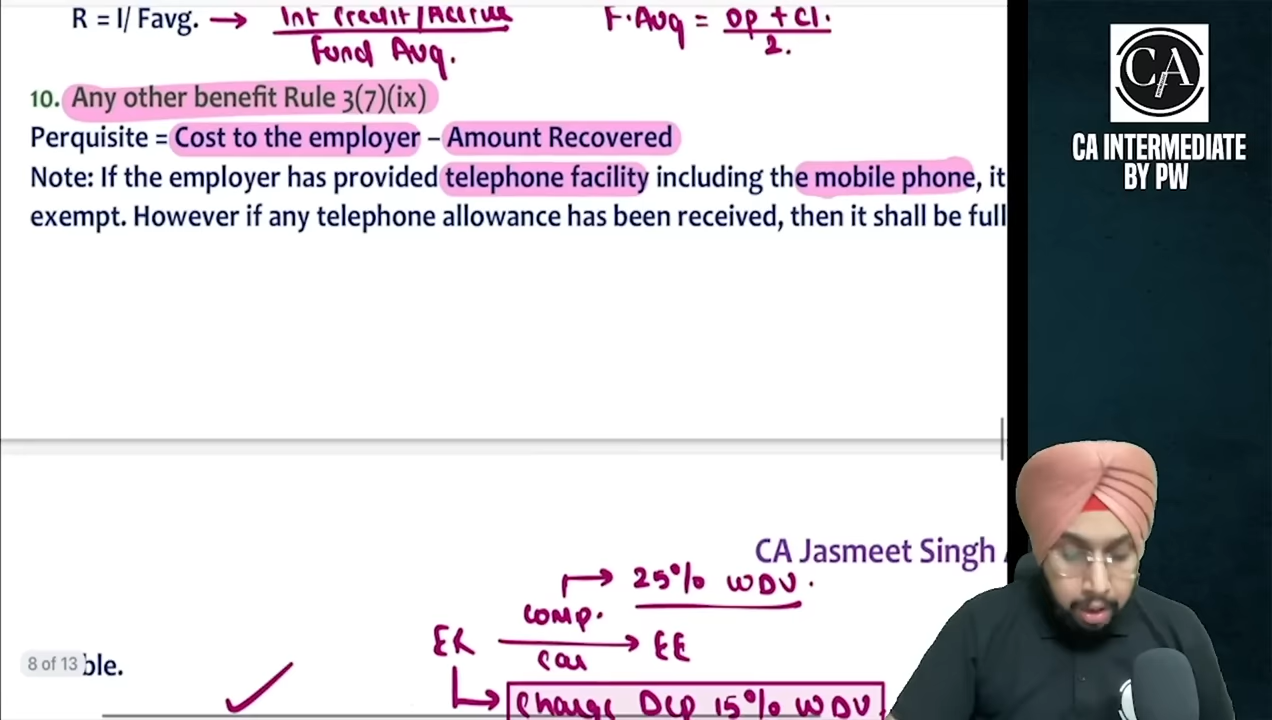 R = I/ Favg. → Int Credit/Accrue
Fund Avg.
F.Avg = Op + Cl.
2.
10. Any other benefit Rule 3(7)(ix)
Perquisite = Cost to the employer – Amount Recovered
Note: If the employer has provided telephone facility including the mobile phone, it
exempt. However if any telephone allowance has been received, then it shall be full
CA
CA INTERMEDIATE
BY PW
CA Jasmeet Singh
25% WDV.
Comp.
ER → EE
Car
8 of 13 ble.
Charge Dep 15% WDV.